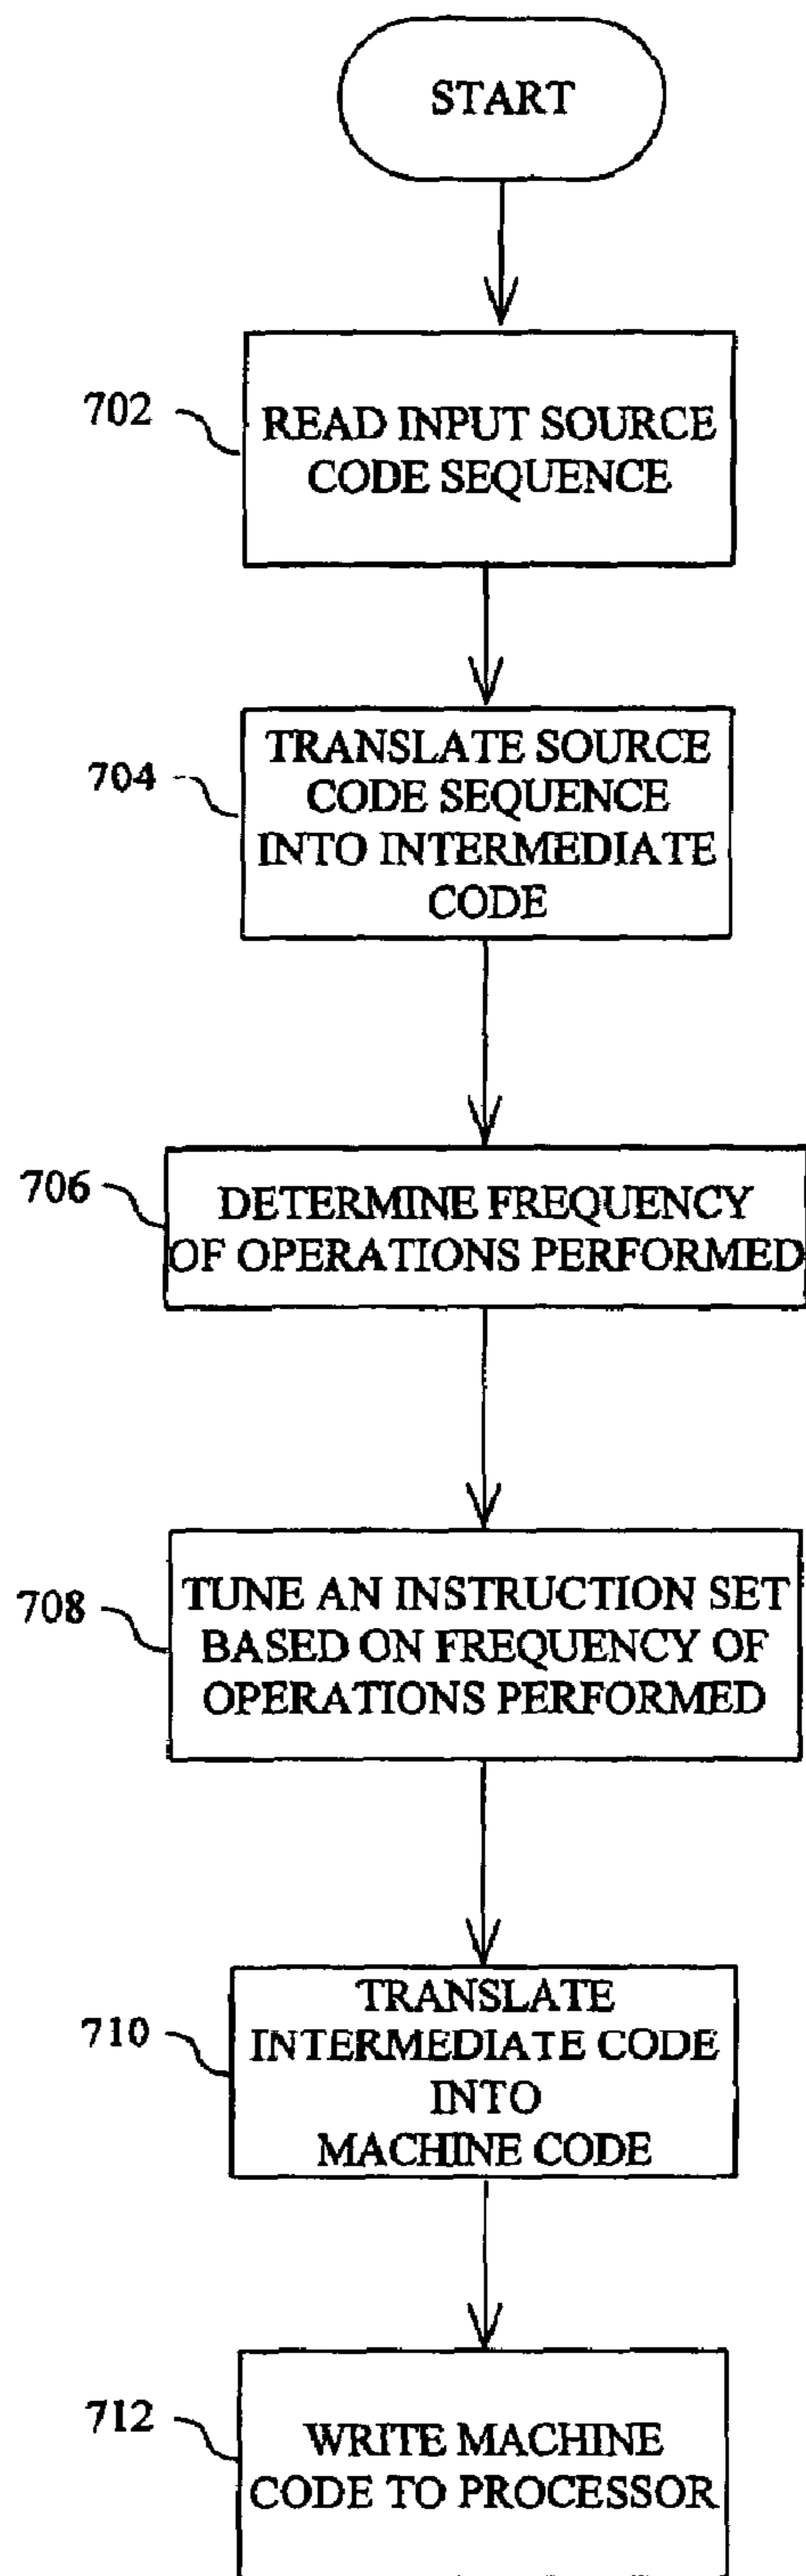 START
702
READ INPUT SOURCE
CODE SEQUENCE
704
TRANSLATE SOURCE
CODE SEQUENCE
INTO INTERMEDIATE
CODE
706
DETERMINE FREQUENCY
OF OPERATIONS PERFORMED
708
TUNE AN INSTRUCTION SET
BASED ON FREQUENCY OF
OPERATIONS PERFORMED
710
TRANSLATE
INTERMEDIATE CODE
INTO
MACHINE CODE
712
WRITE MACHINE
CODE TO PROCESSOR